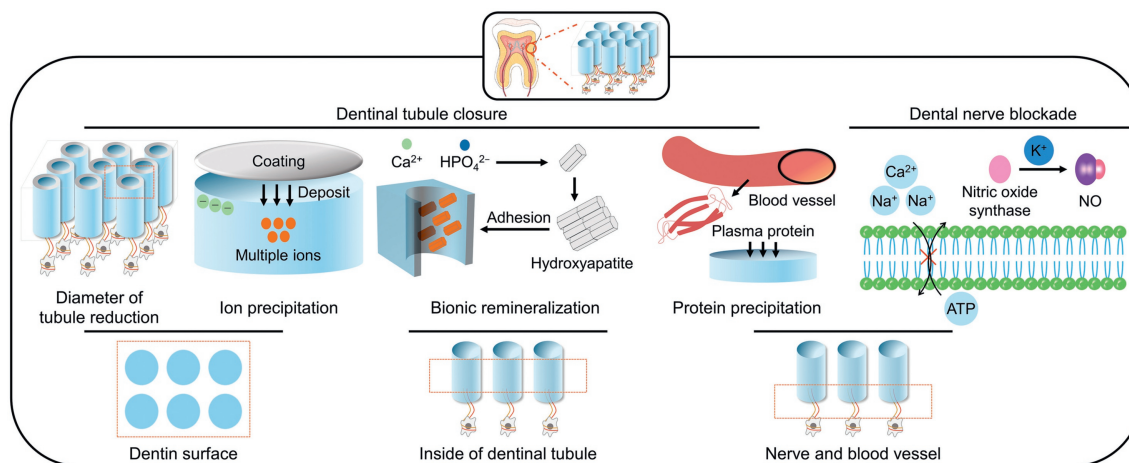 Dentinal tubule closure
Dental nerve blockade
Coating
Deposit
Multiple ions
Ca²⁺
HPO₄²⁻
Adhesion
Hydroxyapatite
Blood vessel
Plasma protein
Ca²⁺
Na⁺
Na⁺
K⁺
Nitric oxide
synthase
NO
ATP
Diameter of
tubule reduction
Ion precipitation
Bionic remineralization
Protein precipitation
Dentin surface
Inside of dentinal tubule
Nerve and blood vessel